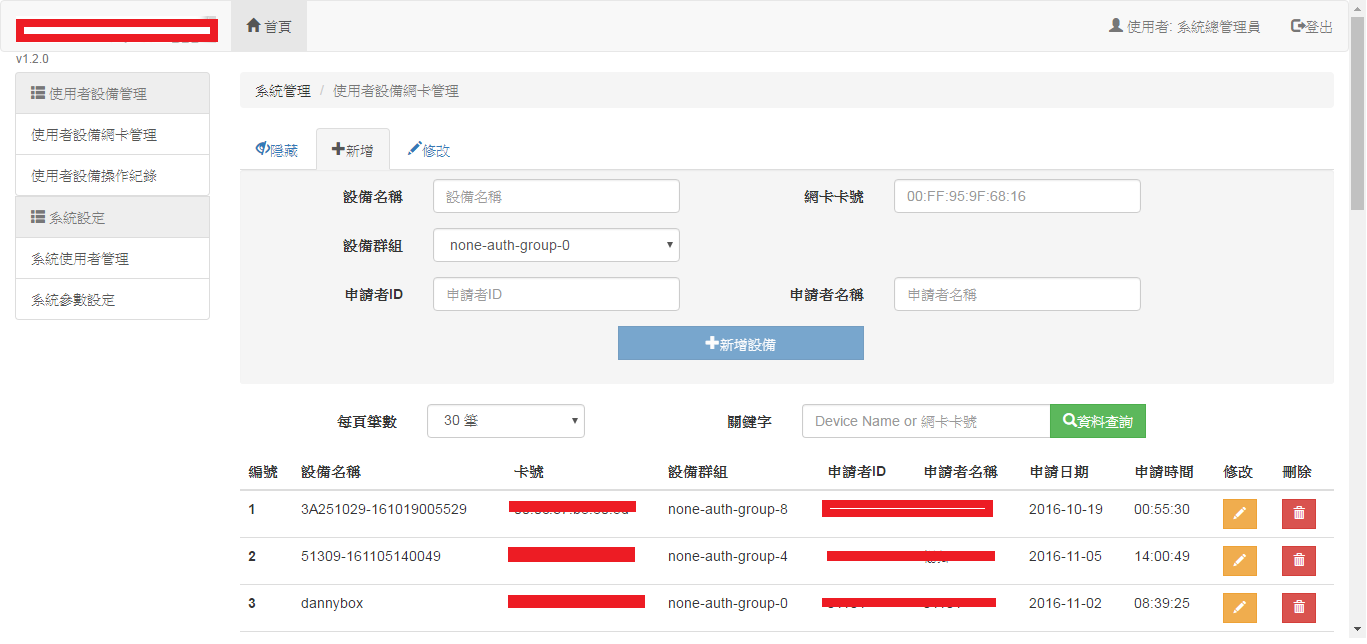 首頁
使用者: 系統總管理員
登出
v1.2.0
使用者設備管理
使用者設備網卡管理
使用者設備操作紀錄
系統設定
系統使用者管理
系統參數設定
系統管理 / 使用者設備網卡管理
隱藏
新增
修改
設備名稱 設備名稱 網卡卡號 00:FF:95:9F:68:16
設備群組 none-auth-group-0
申請者ID 申請者ID 申請者名稱 申請者名稱
新增設備
每頁筆數 30 筆 關鍵字 Device Name or 網卡卡號 資料查詢
編號 設備名稱 卡號 設備群組 申請者ID 申請者名稱 申請日期 申請時間 修改 刪除
1 3A251029-161019005529 none-auth-group-8 2016-10-19 00:55:30
2 51309-161105140049 none-auth-group-4 2016-11-05 14:00:49
3 dannybox none-auth-group-0 2016-11-02 08:39:25